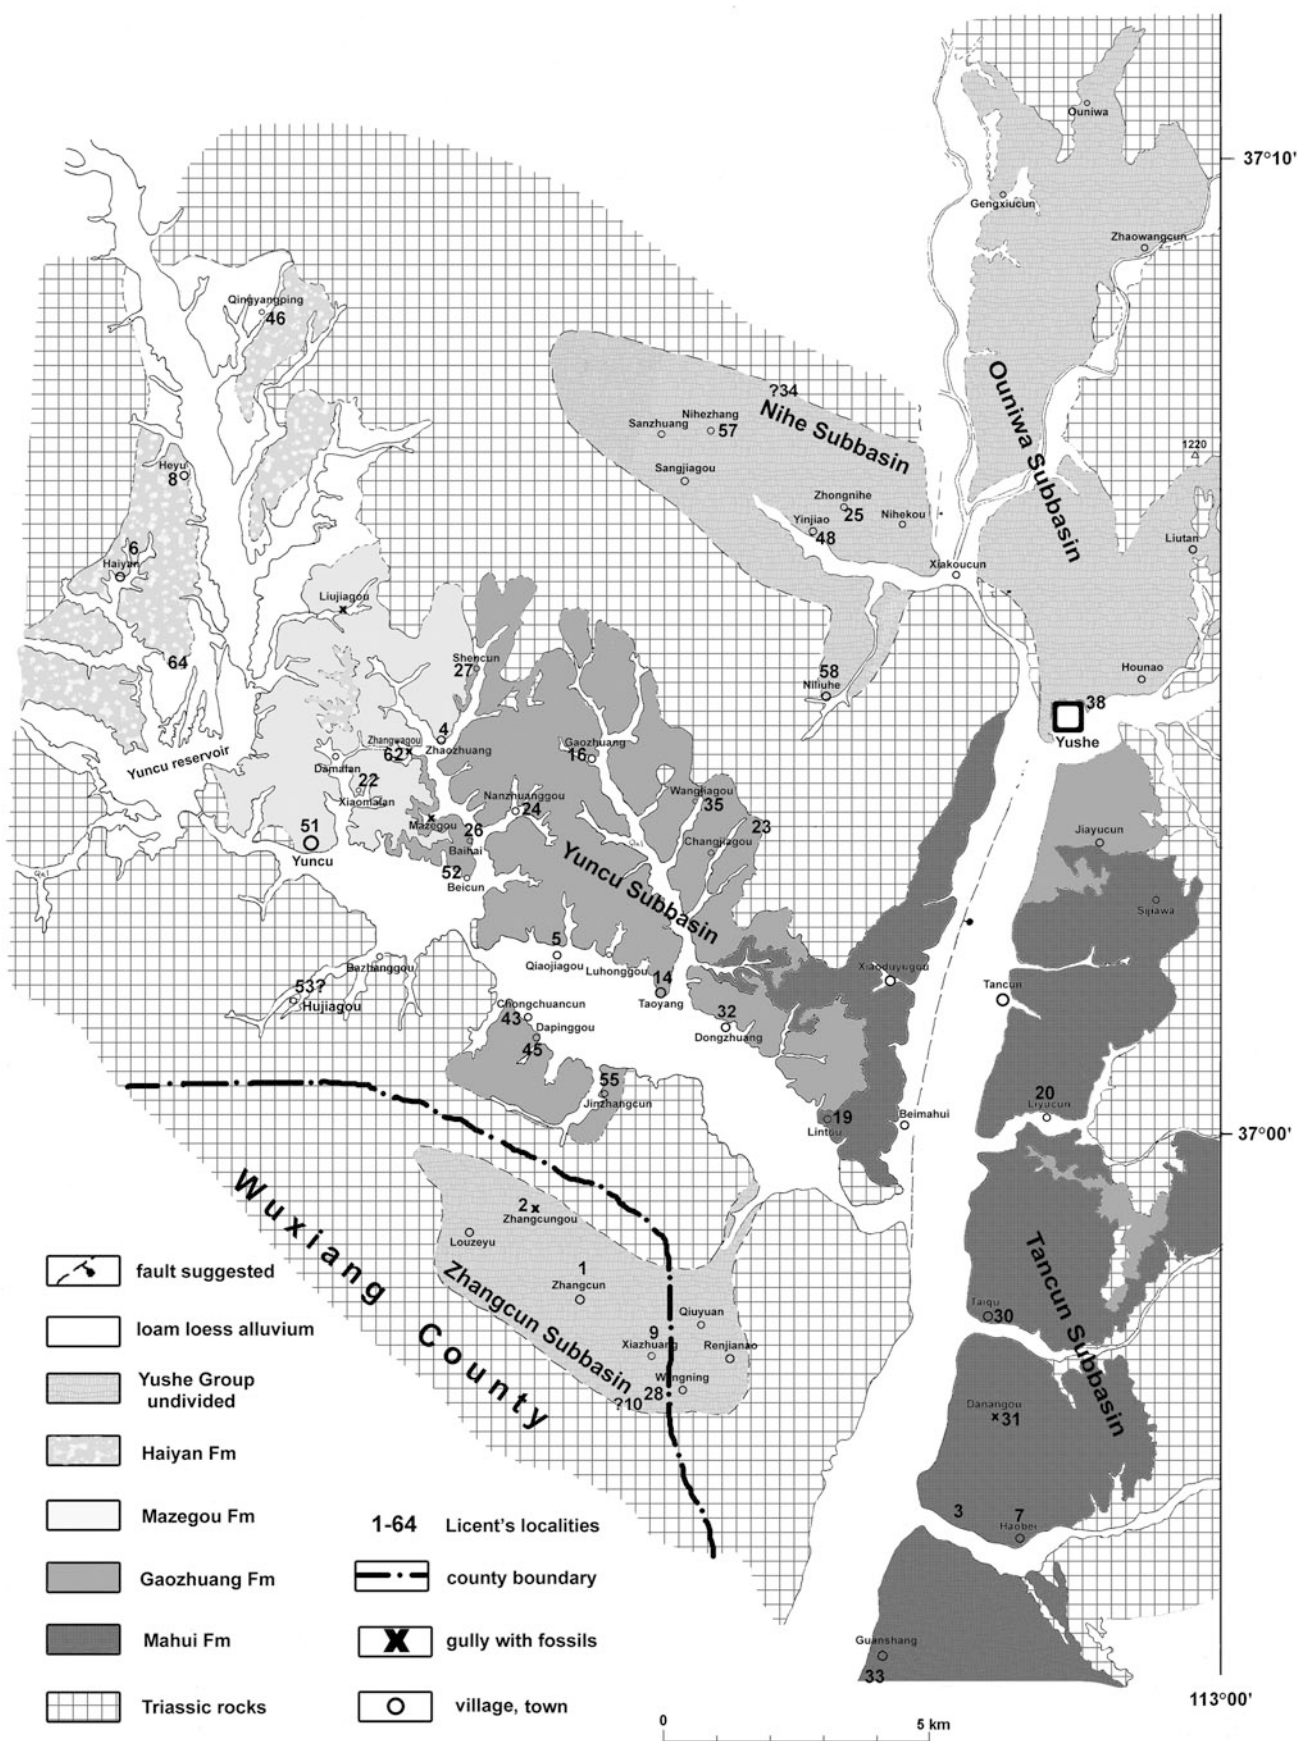 Ouniwa
37°10'
Gengxiucun
Zhaowangcun
Qingyangping
46
Ouniwa Subbasin
?34
Nihe Subbasin
Nihezhang
57
Sanzhuang
Sangjiagou
1220
Heyu
8
Zhongnihe
25
Yinjiao
48
Nihekou
Liutan
6
Haiyan
Xiakoucun
Liujiagou
64
Shencun
27
58
Niliuhe
Hounao
38
Yushe
4
Zhaozhuang
Zhangwagou
62
Gaozhuang
16
Yuncu reservoir
Damalan
22
Xiaomalan
Nanzhuanggou
24
Wangjiagou
35
23
Changjiagou
Jiayucun
51
Yuncu
Mazegou
26
Baihai
52
Beicun
Qal
Qal
Yuncu Subbasin
Sijiawa
5
Qiaojiagou
Luhonggou
14
Taoyang
Xiaoduyugou
Tancun
Bazhanggou
53?
Hujiagou
Chongchuancun
43
Dapinggou
45
32
Dongzhuang
55
Jinzhangcun
20
Liyucun
19
Lintou
Beimahui
37°00'
Wuxiang County
2
Zhangcungou
Louzeyu
1
Zhangcun
Zhangcun Subbasin
9
Xiazhuang
Qiuyuan
Renjianao
Wangning
28
?10
Tancun Subbasin
Taiqu
30
Danangou
31
3
7
Haobei
Guanshang
33
fault suggested
loam loess alluvium
Yushe Group
undivided
Haiyan Fm
Mazegou Fm
Gaozhuang Fm
Mahui Fm
Triassic rocks
1-64 Licent's localities
county boundary
gully with fossils
village, town
0
5 km
113°00'